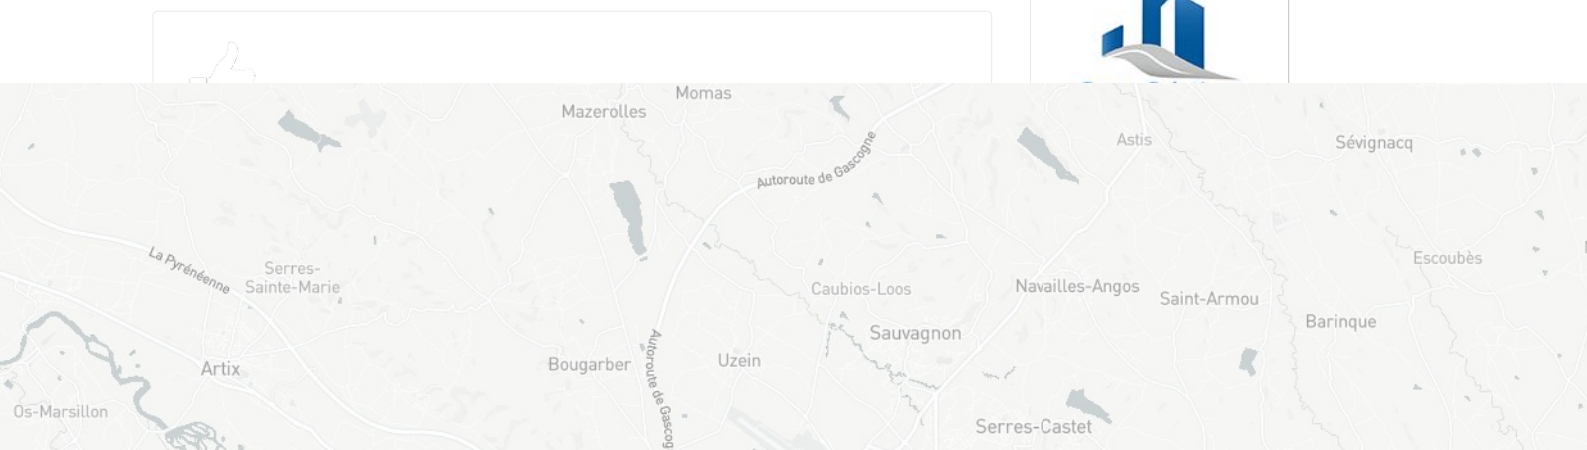 Momas
Mazerolles
Astis
Sévignacq
Autoroute de Gascogne
La Pyrénéenne
Serres-
Sainte-Marie
Escoubès
Caubios-Loos
Navailles-Angos
Saint-Armou
Barinque
Sauvagnon
Uzein
Bougarber
Artix
Autoroute de Gascog
Os-Marsillon
Serres-Castet